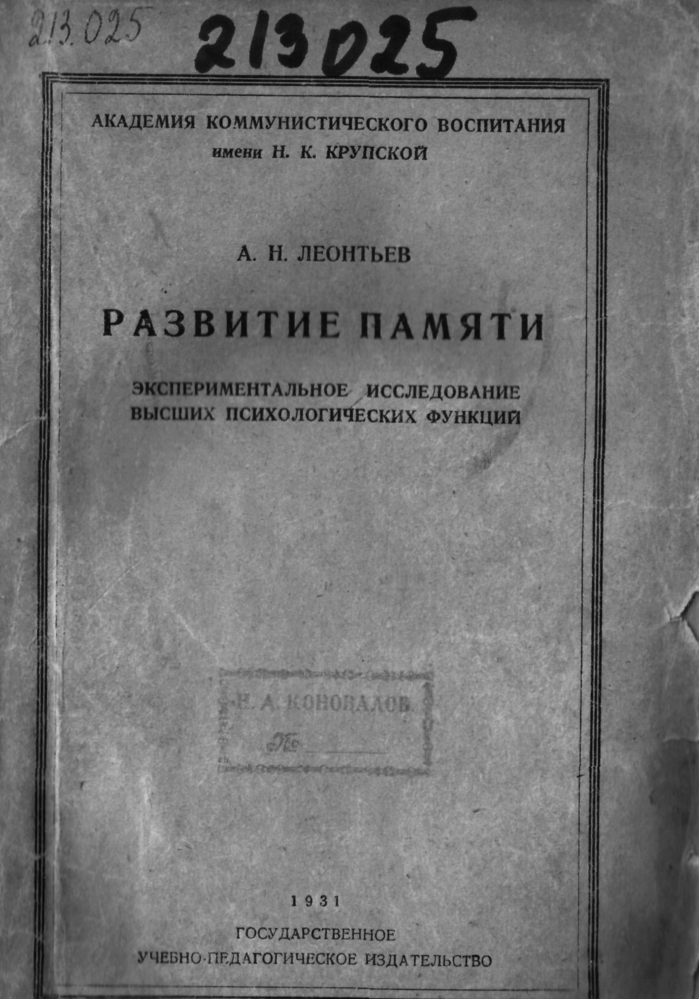 213.025
213025
АКАДЕМИЯ КОММУНИСТИЧЕСКОГО ВОСПИТАНИЯ
имени Н. К. КРУПСКОЙ
А. Н. ЛЕОНТЬЕВ
РАЗВИТИЕ ПАМЯТИ
ЭКСПЕРИМЕНТАЛЬНОЕ ИССЛЕДОВАНИЕ
ВЫСШИХ ПСИХОЛОГИЧЕСКИХ ФУНКЦИЙ
Н. А. КОНОВАЛОВ.
№
1931
ГОСУДАРСТВЕННОЕ
УЧЕБНО-ПЕДАГОГИЧЕСКОЕ ИЗДАТЕЛЬСТВО